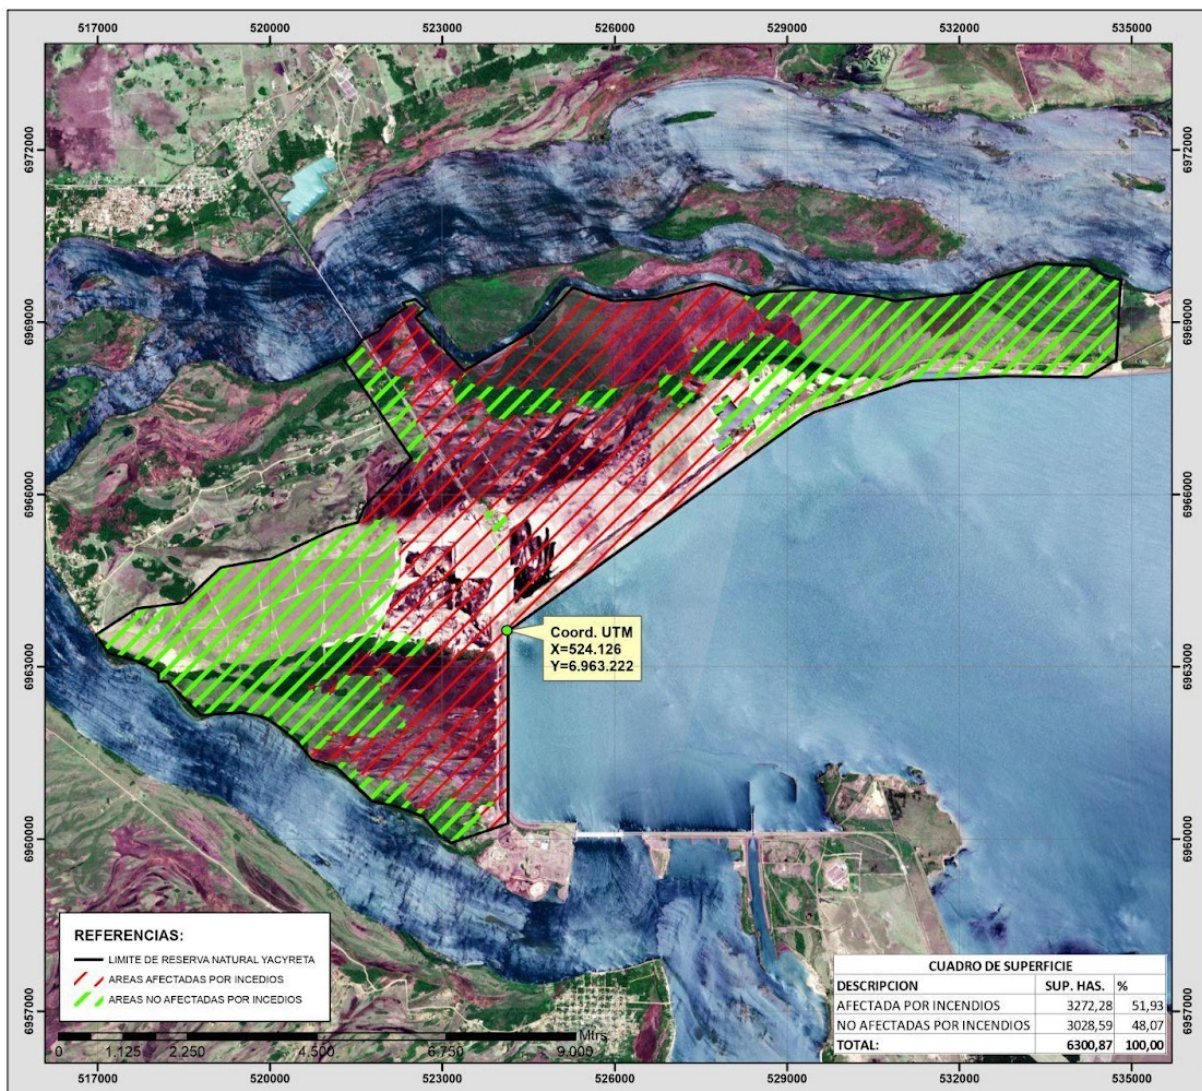 517000 520000 523000 526000 529000 532000 535000
6972000 6972000
6969000 6969000
6966000 6966000
6963000 6963000
6960000 6960000
6957000 6957000
Coord. UTM
X=524.126
Y=6.963.222
REFERENCIAS:
LIMITE DE RESERVA NATURAL YACYRETA
AREAS AFECTADAS POR INCEDIOS
AREAS NO AFECTADAS POR INCEDIOS
Mtrs
0 1.125 2.250 4.500 6.750 9.000
CUADRO DE SUPERFICIE
DESCRIPCION SUP. HAS. %
AFECTADA POR INCENDIOS 3272,28 51,93
NO AFECTADAS POR INCENDIOS 3028,59 48,07
TOTAL: 6300,87 100,00
517000 520000 523000 526000 529000 532000 535000